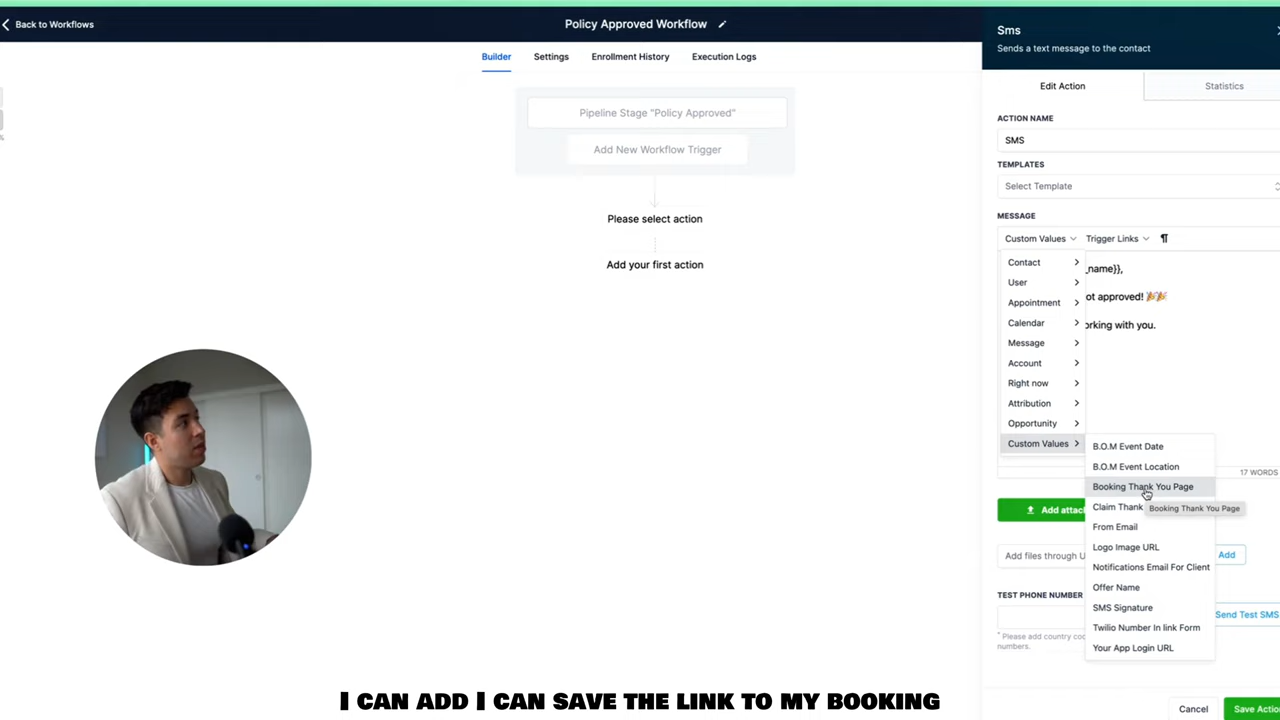 Back to Workflows
Policy Approved Workflow
Builder
Settings
Enrollment History
Execution Logs
Pipeline Stage "Policy Approved"
Add New Workflow Trigger
Please select action
Add your first action
Sms
Sends a text message to the contact
Edit Action
Statistics
ACTION NAME
SMS
TEMPLATES
Select Template
MESSAGE
Custom Values
Trigger Links
_name}},
ot approved! 🎉🎉
orking with you.
Contact
User
Appointment
Calendar
Message
Account
Right now
Attribution
Opportunity
Custom Values
B.O.M Event Date
B.O.M Event Location
Booking Thank You Page
Claim Thank
Booking Thank You Page
From Email
Logo Image URL
Notifications Email For Client
Offer Name
SMS Signature
Twilio Number In link Form
Your App Login URL
17 WORDS
Add attac
Add files through U
Add
TEST PHONE NUMBER
Send Test SMS
* Please add country coc
numbers.
Cancel
Save Actio
I CAN ADD I CAN SAVE THE LINK TO MY BOOKING